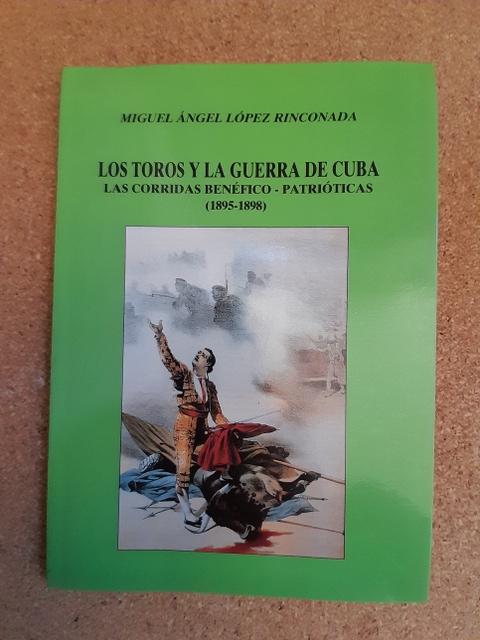 MIGUEL ÁNGEL LÓPEZ RINCONADA
LOS TOROS Y LA GUERRA DE CUBA
LAS CORRIDAS BENÉFICO - PATRIÓTICAS
(1895-1898)